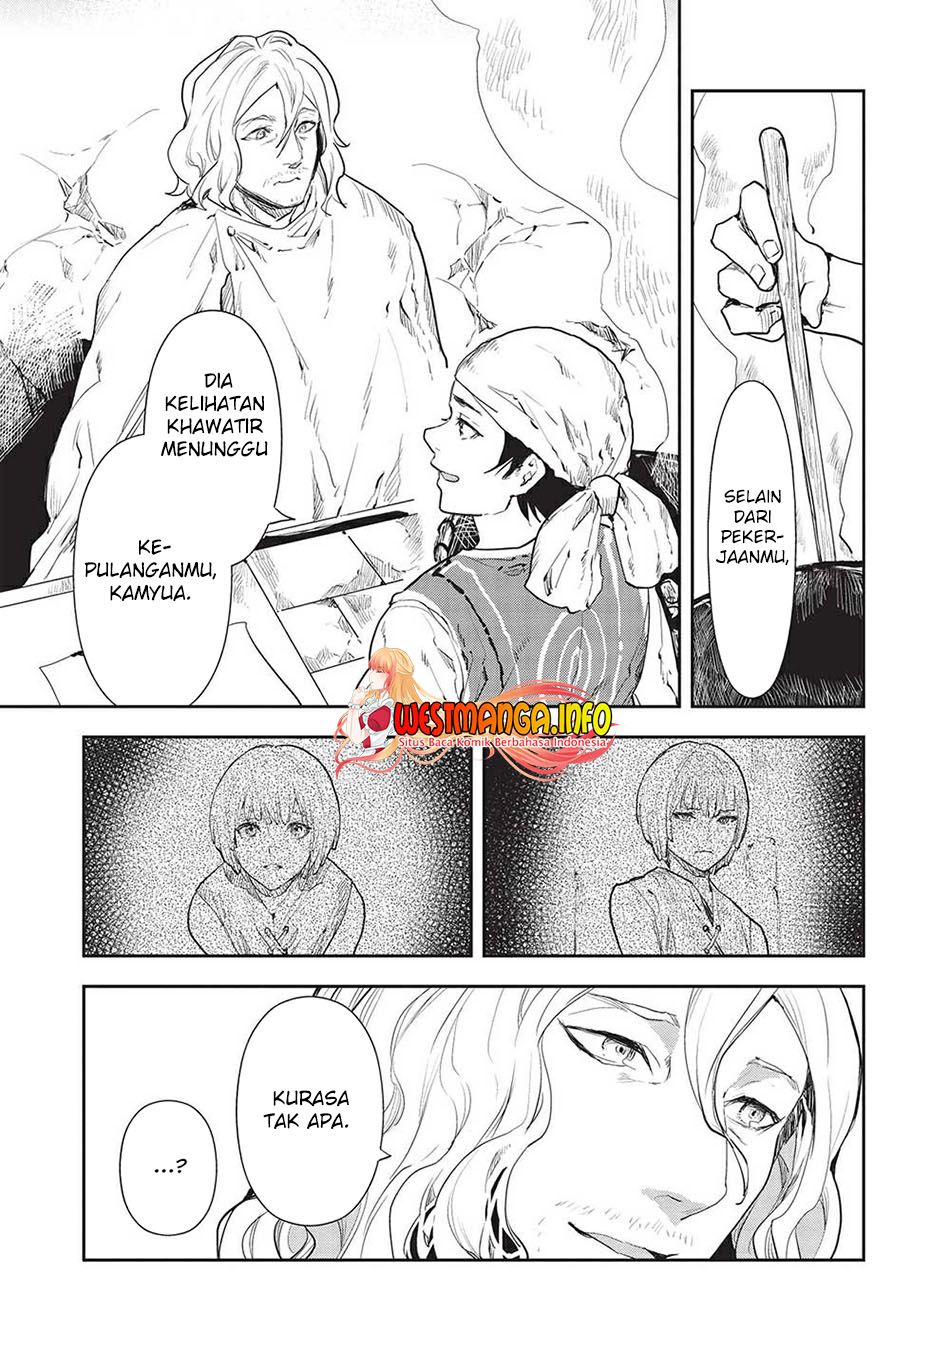 SELAIN
DARI
PEKER-
JAANMU,
DIA
KELIHATAN
KHAWATIR
MENUNGGU
KE-
PULANGANMU,
KAMYUA.
WESTMANGA.INFO
Situs Baca Komik Berbahasa Indonesia
KURASA
TAK APA.
...?